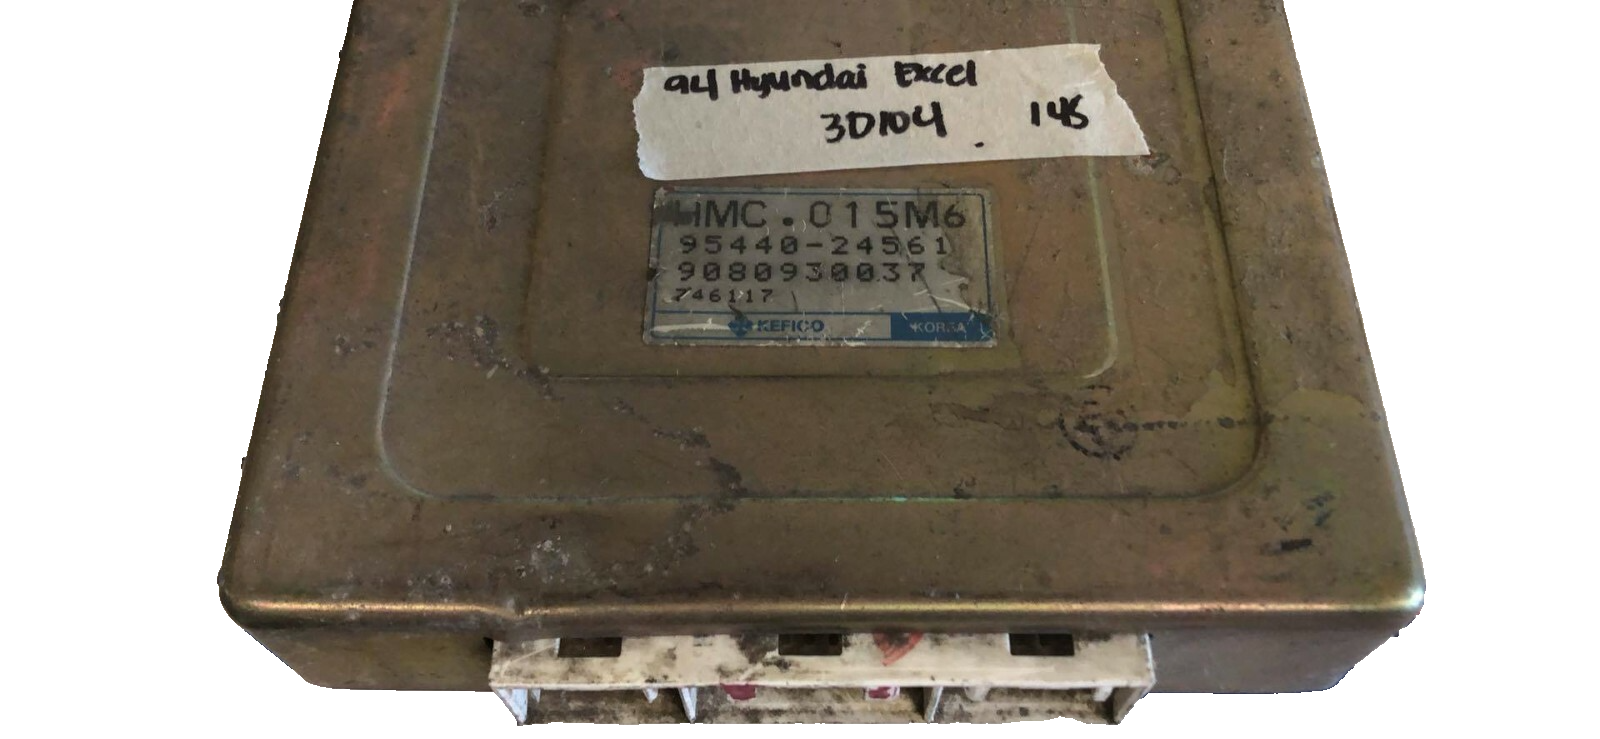 94 Hyundai Excel
3D104 145
HMC.015M6
95440-24561
9080930037
746117
KEFICO KOREA